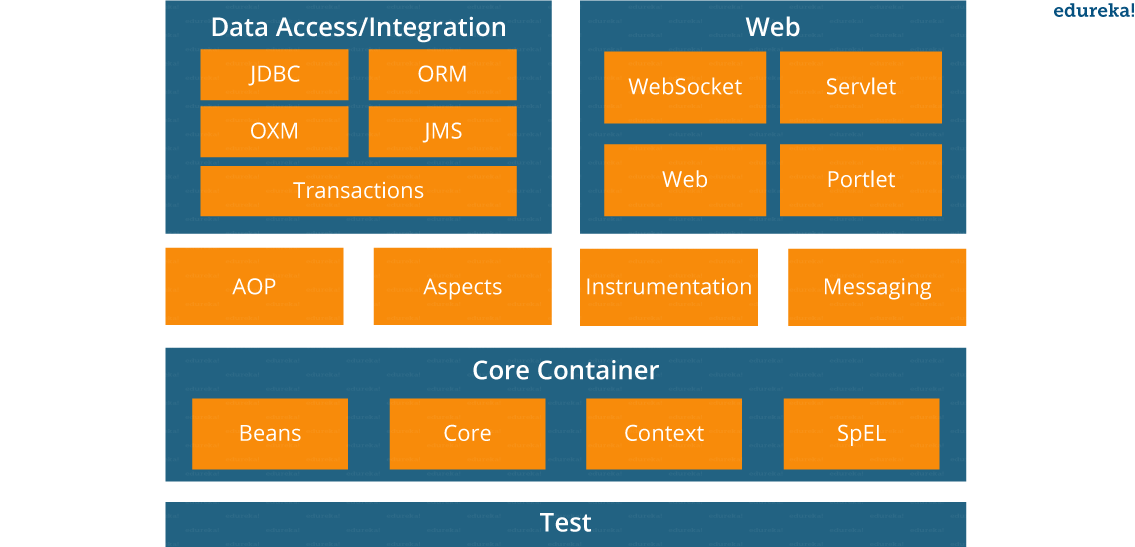 edureka!
Data Access/Integration
JDBC
ORM
OXM
JMS
Transactions
Web
WebSocket
Servlet
Web
Portlet
AOP
Aspects
Instrumentation
Messaging
Core Container
Beans
Core
Context
SpEL
Test